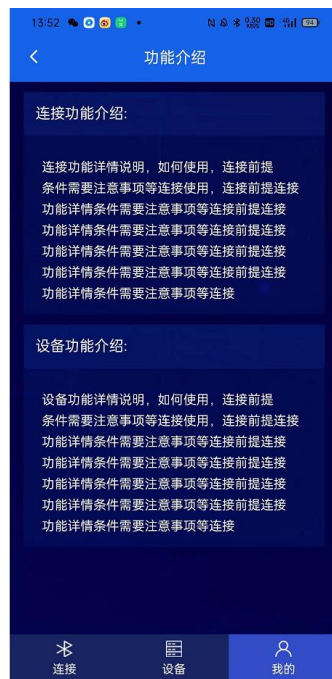 13:52
0.30 KB/S HD 4G 94
功能介绍
连接功能介绍:
连接功能详情说明，如何使用，连接前提
条件需要注意事项等连接使用，连接前提连接
功能详情条件需要注意事项等连接前提连接
功能详情条件需要注意事项等连接前提连接
功能详情条件需要注意事项等连接前提连接
功能详情条件需要注意事项等连接前提连接
功能详情条件需要注意事项等连接
设备功能介绍:
设备功能详情说明，如何使用，连接前提
条件需要注意事项等连接使用，连接前提连接
功能详情条件需要注意事项等连接前提连接
功能详情条件需要注意事项等连接前提连接
功能详情条件需要注意事项等连接前提连接
功能详情条件需要注意事项等连接前提连接
功能详情条件需要注意事项等连接
连接
设备
我的